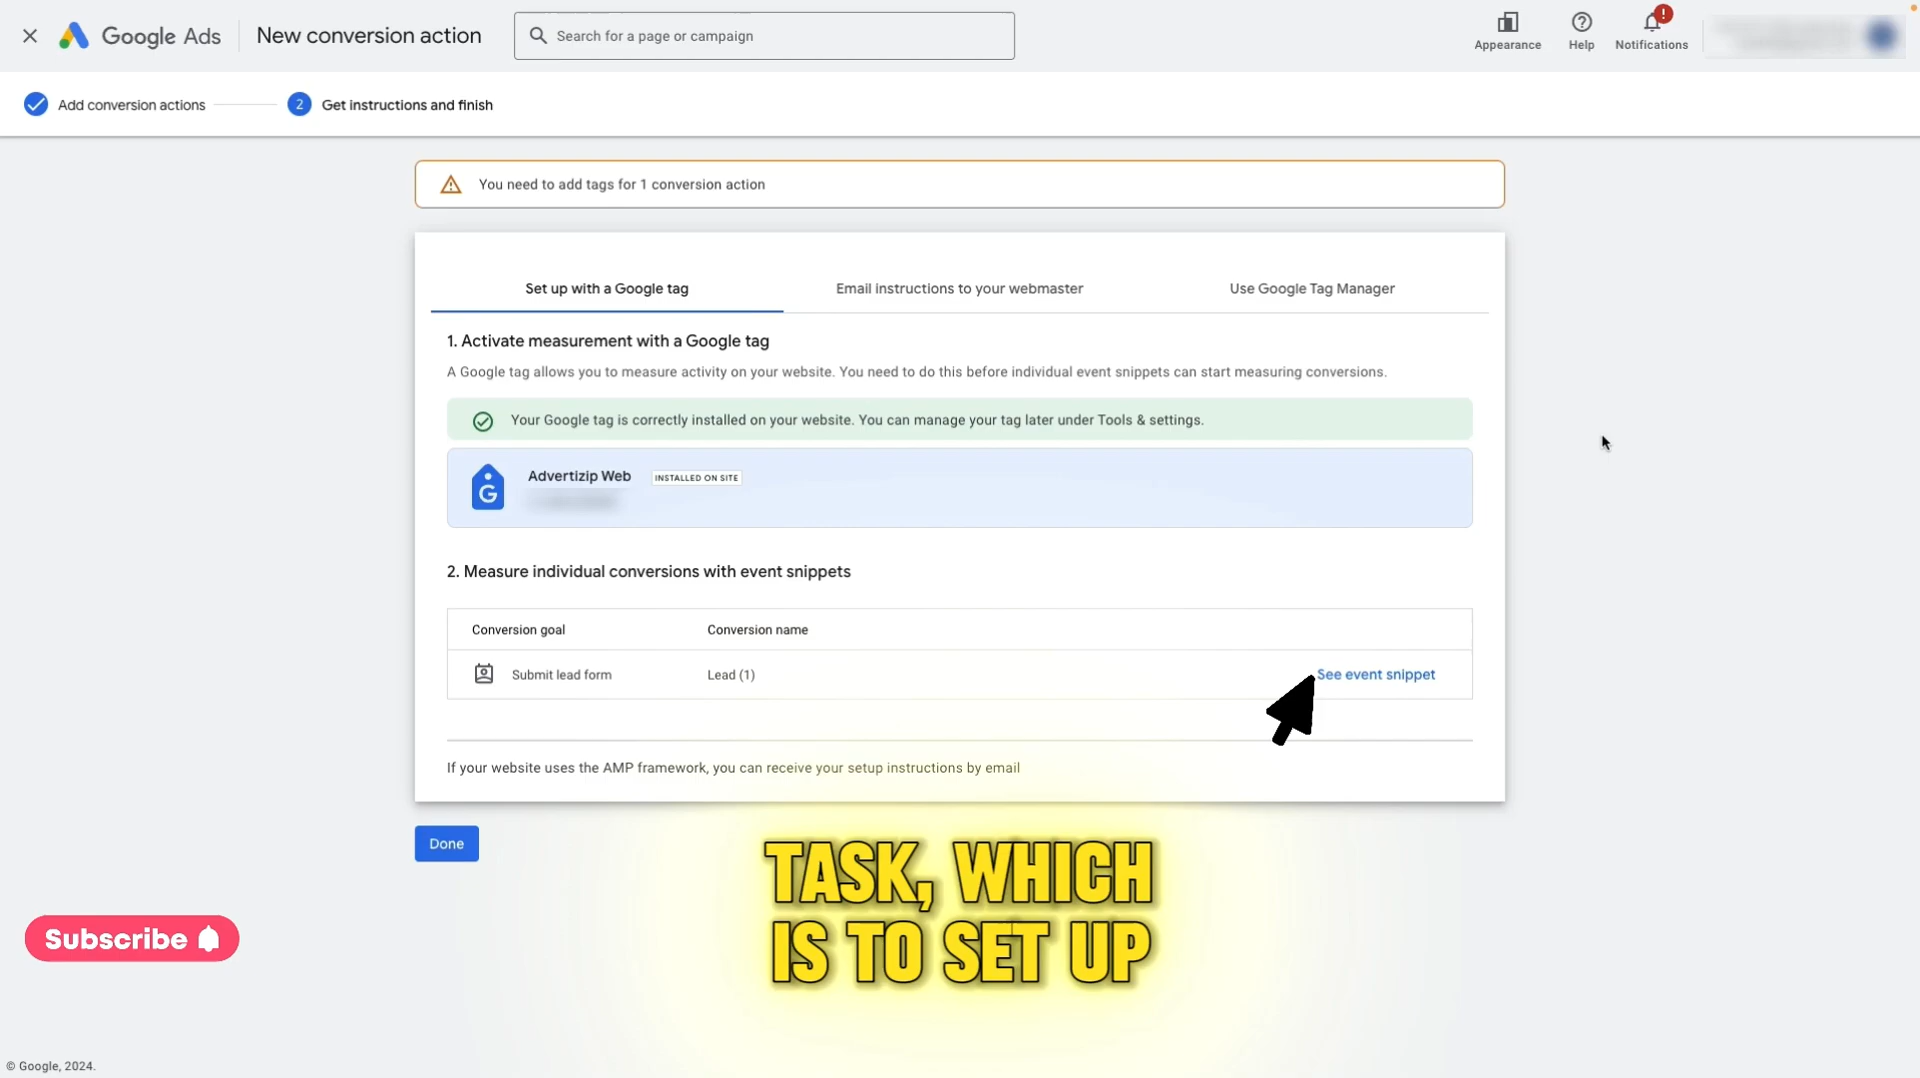 Google Ads
New conversion action
Search for a page or campaign
Appearance
Help
!
Notifications
Add conversion actions
2
Get instructions and finish
You need to add tags for 1 conversion action
Set up with a Google tag
Email instructions to your webmaster
Use Google Tag Manager
1. Activate measurement with a Google tag
A Google tag allows you to measure activity on your website. You need to do this before individual event snippets can start measuring conversions.
Your Google tag is correctly installed on your website. You can manage your tag later under Tools & settings.
G
Advertizip Web
INSTALLED ON SITE
2. Measure individual conversions with event snippets
Conversion goal
Conversion name
Submit lead form
Lead (1)
See event snippet
If your website uses the AMP framework, you can receive your setup instructions by email
Done
TASK, WHICH
IS TO SET UP
Subscribe
© Google, 2024.